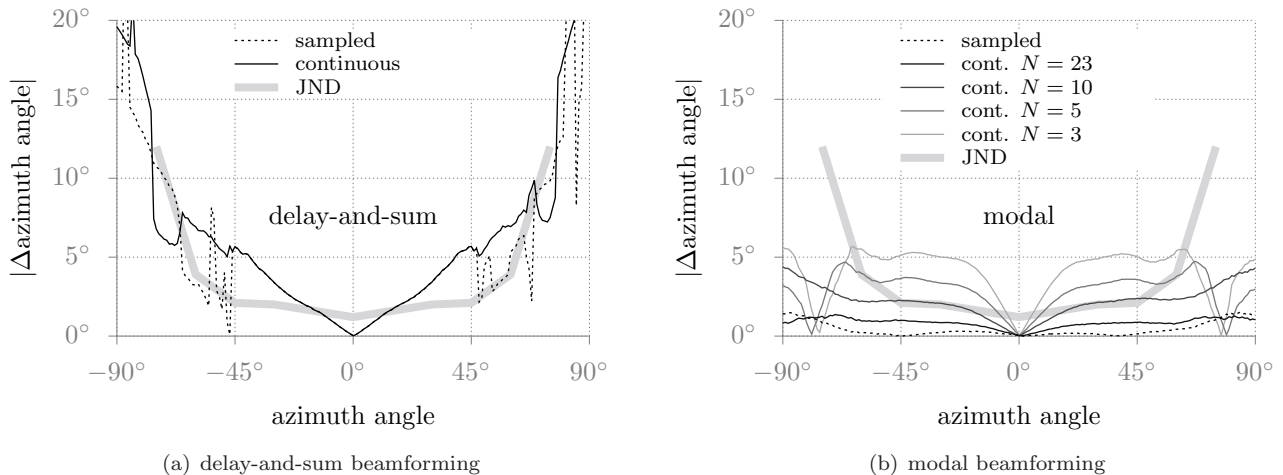 20°
15°
10°
5°
0°
|Δazimuth angle|
sampled
continuous
JND
delay-and-sum
−90°
−45°
0°
45°
90°
azimuth angle
(a) delay-and-sum beamforming
20°
15°
10°
5°
0°
|Δazimuth angle|
sampled
cont. N = 23
cont. N = 10
cont. N = 5
cont. N = 3
JND
modal
−90°
−45°
0°
45°
90°
azimuth angle
(b) modal beamforming